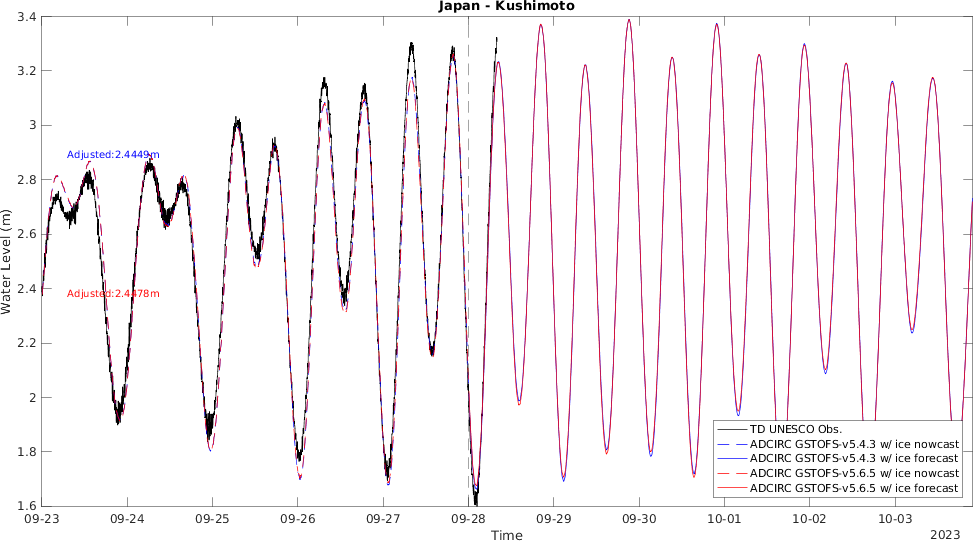 Japan - Kushimoto
Water Level (m)
3.4
3.2
3
2.8
2.6
2.4
2.2
2
1.8
1.6
Adjusted:2.4449m
Adjusted:2.4478m
TD UNESCO Obs.
ADCIRC GSTOFS-v5.4.3 w/ ice nowcast
ADCIRC GSTOFS-v5.4.3 w/ ice forecast
ADCIRC GSTOFS-v5.6.5 w/ ice nowcast
ADCIRC GSTOFS-v5.6.5 w/ ice forecast
09-23 09-24 09-25 09-26 09-27 09-28 09-29 09-30 10-01 10-02 10-03
Time
2023